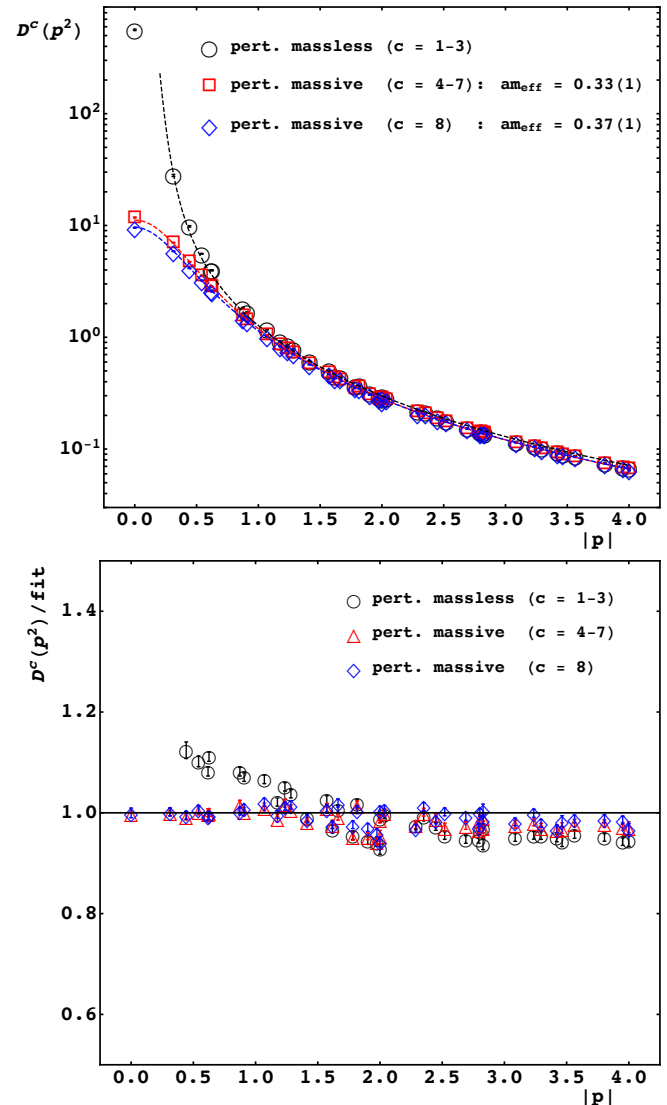 D^c(p^2)
pert. massless (c = 1-3)
pert. massive (c = 4-7) : am_eff = 0.33(1)
pert. massive (c = 8) : am_eff = 0.37(1)
10^2
10^1
10^0
10^-1
0.0 0.5 1.0 1.5 2.0 2.5 3.0 3.5 4.0
|p|
D^c(p^2)/fit
pert. massless (c = 1-3)
pert. massive (c = 4-7)
pert. massive (c = 8)
1.4
1.2
1.0
0.8
0.6
0.0 0.5 1.0 1.5 2.0 2.5 3.0 3.5 4.0
|p|